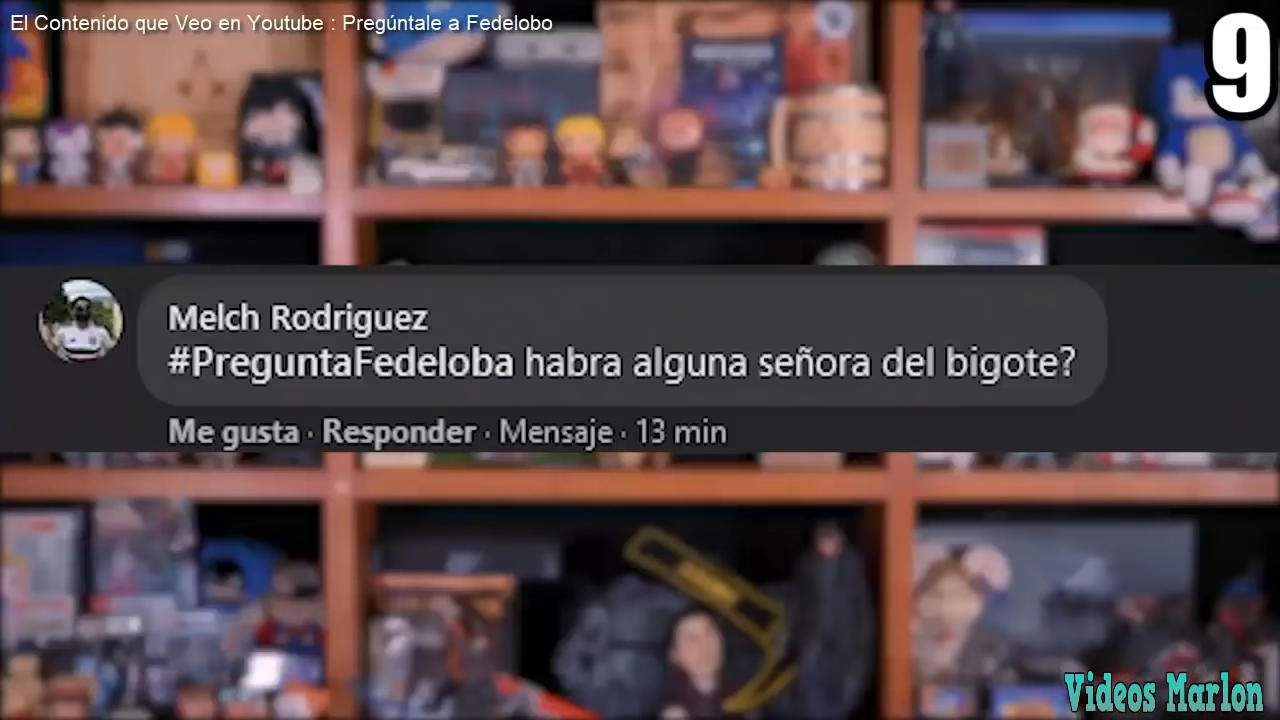 El Contenido que Veo en Youtube : Pregúntale a Fedelobo
9
Melch Rodriguez
#PreguntaFedeloba habra alguna señora del bigote?
Me gusta · Responder · Mensaje · 13 min
Videos Marlon